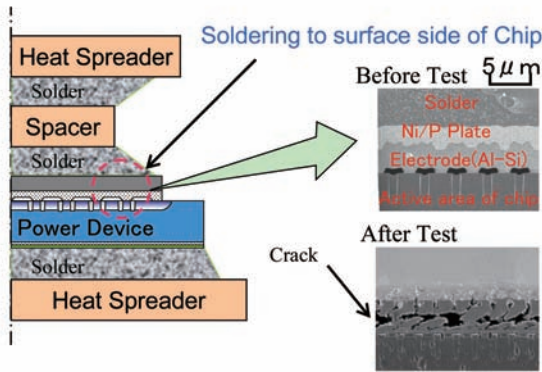 Heat Spreader
Solder
Spacer
Solder
Power Device
Solder
Heat Spreader
Soldering to surface side of Chip
Before Test
5μm
Solder
Ni/P Plate
Electrode(Al-Si)
Active area of chip
After Test
Crack